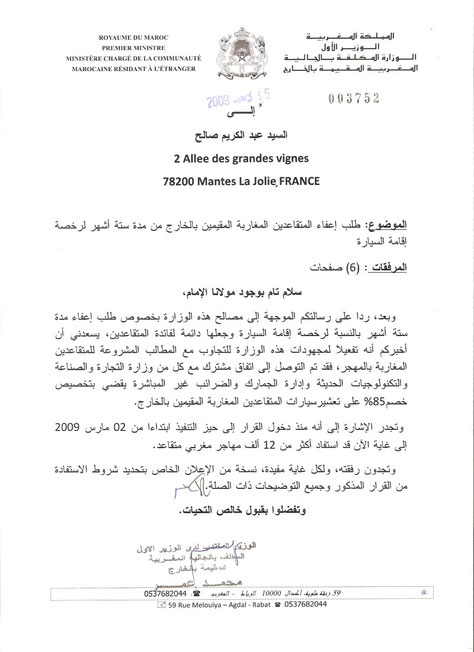 ROYAUME DU MAROC
PREMIER MINISTRE
MINISTÈRE CHARGÉ DE LA COMMUNAUTÉ
MAROCAINE RÉSIDANT À L'ÉTRANGER
المملكة المغربية
الوزير الأول
الوزارة المكلفة بالجالية
المغربية المقيمة بالخارج
2009
003752
إلـــى
السيد عبد الكريم صالح
2 Allee des grandes vignes
78200 Mantes La Jolie, FRANCE
الموضوع: طلب إعفاء المتقاعدين المغاربة المقيمين بالخارج من مدة ستة أشهر لرخصة
إقامة السيارة
المرفقات : (6) صفحات
سلام تام بوجود مولانا الإمام،
وبعد، ردا على رسالتكم الموجهة إلى مصالح هذه الوزارة بخصوص طلب إعفاء مدة
ستة أشهر بالنسبة لرخصة إقامة السيارة وجعلها دائمة لفائدة المتقاعدين، يسعدني أن
أخبركم أنه تفعيلا لمجهودات هذه الوزارة للتجاوب مع المطالب المشروعة للمتقاعدين
المغاربة بالمهجر، فقد تم التوصل إلى اتفاق مشترك مع كل من وزارة التجارة والصناعة
والتكنولوجيات الحديثة وإدارة الجمارك والضرائب غير المباشرة يقضي بتخصيص
خصم85% على تعشيرسيارات المتقاعدين المغاربة المقيمين بالخارج.
وتجدر الإشارة إلى أنه منذ دخول القرار إلى حيز التنفيذ ابتداءا من 02 مارس 2009
إلى غاية الآن قد استفاد أكثر من 12 ألف مهاجر مغربي متقاعد.
وتجدون رفقته، ولكل غاية مفيدة، نسخة من الإعلان الخاص بتحديد شروط الاستفادة
من القرار المذكور وجميع التوضيحات ذات الصلة.
وتفضلوا بقبول خالص التحيات.
الوزير المنتدب لدى الوزير الأول
المكلف بالجالية المغربية
المقيمة بالخارج
محمد عامر
59 زنقة ملوية أكدال 10000 الرباط - المغرب ☎ 0537682044
59 Rue Melouiya – Agdal - Rabat ☎ 0537682044